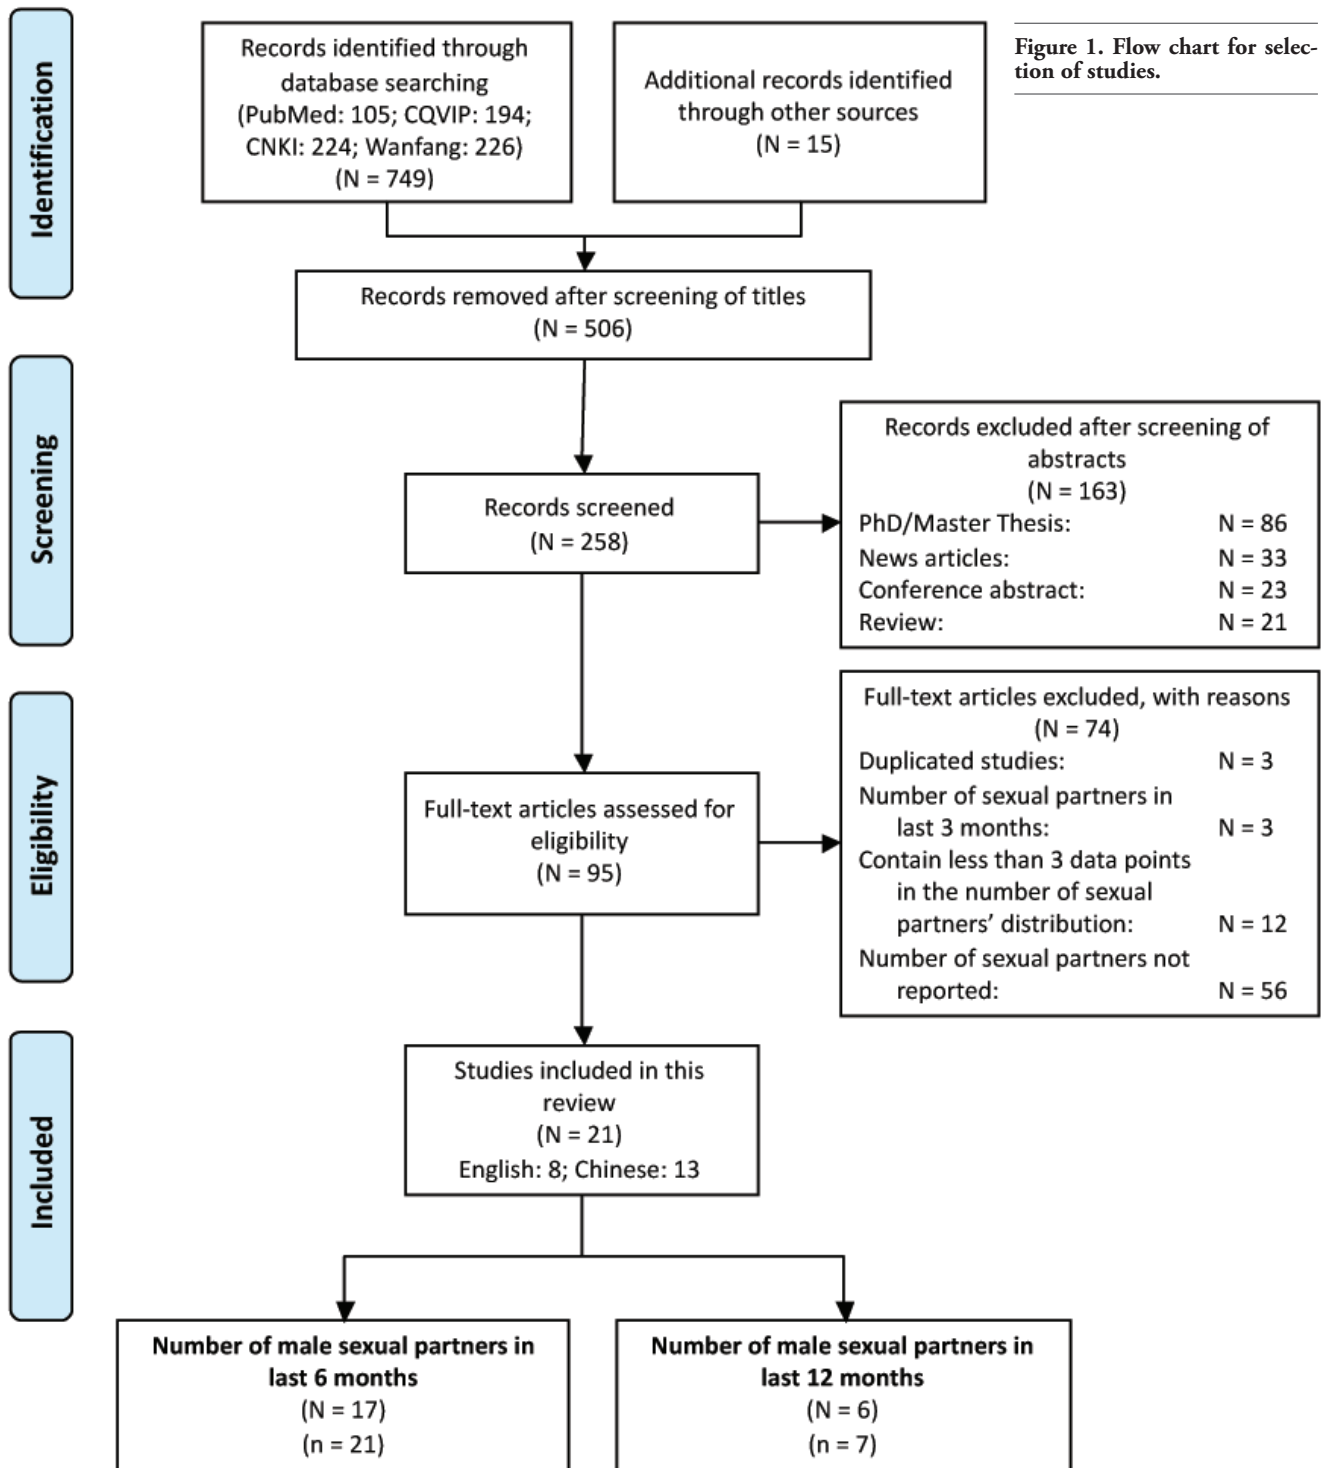 Figure 1. Flow chart for selec-
tion of studies.
Identification
Records identified through
database searching
(PubMed: 105; CQVIP: 194;
CNKI: 224; Wanfang: 226)
(N = 749)
Additional records identified
through other sources
(N = 15)
Records removed after screening of titles
(N = 506)
Screening
Records screened
(N = 258)
Records excluded after screening of
abstracts
(N = 163)
PhD/Master Thesis: N = 86
News articles: N = 33
Conference abstract: N = 23
Review: N = 21
Eligibility
Full-text articles assessed for
eligibility
(N = 95)
Full-text articles excluded, with reasons
(N = 74)
Duplicated studies: N = 3
Number of sexual partners in
last 3 months: N = 3
Contain less than 3 data points
in the number of sexual
partners’ distribution: N = 12
Number of sexual partners not
reported: N = 56
Included
Studies included in this
review
(N = 21)
English: 8; Chinese: 13
Number of male sexual partners in
last 6 months
(N = 17)
(n = 21)
Number of male sexual partners in
last 12 months
(N = 6)
(n = 7)